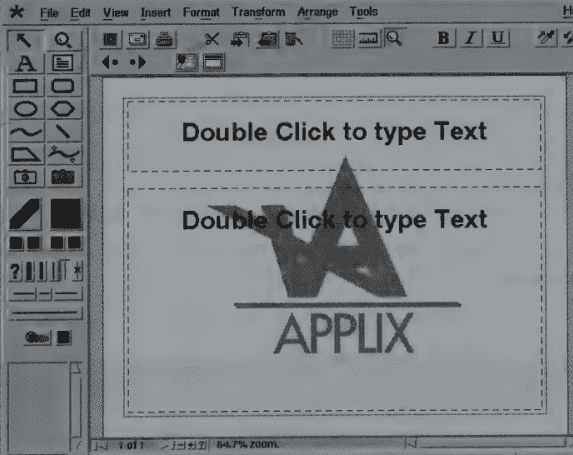 File Edit View Insert Format Transform Arrange Tools
B I U
A
Double Click to type Text
Double Click to type Text
APPLIX
?
1 of 1 64.7% zoom.